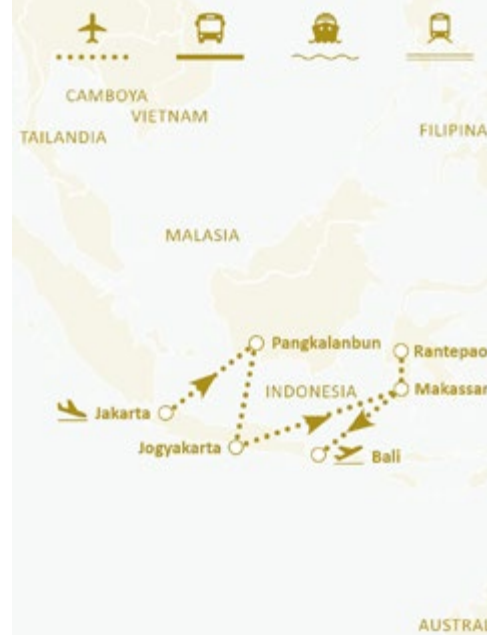 CAMBOYA
VIETNAM
TAILANDIA
FILIPINA
MALASIA
Pangkalanbun
Rantepao
INDONESIA
Makassar
Jakarta
Jogyakarta
Bali
AUSTRAL